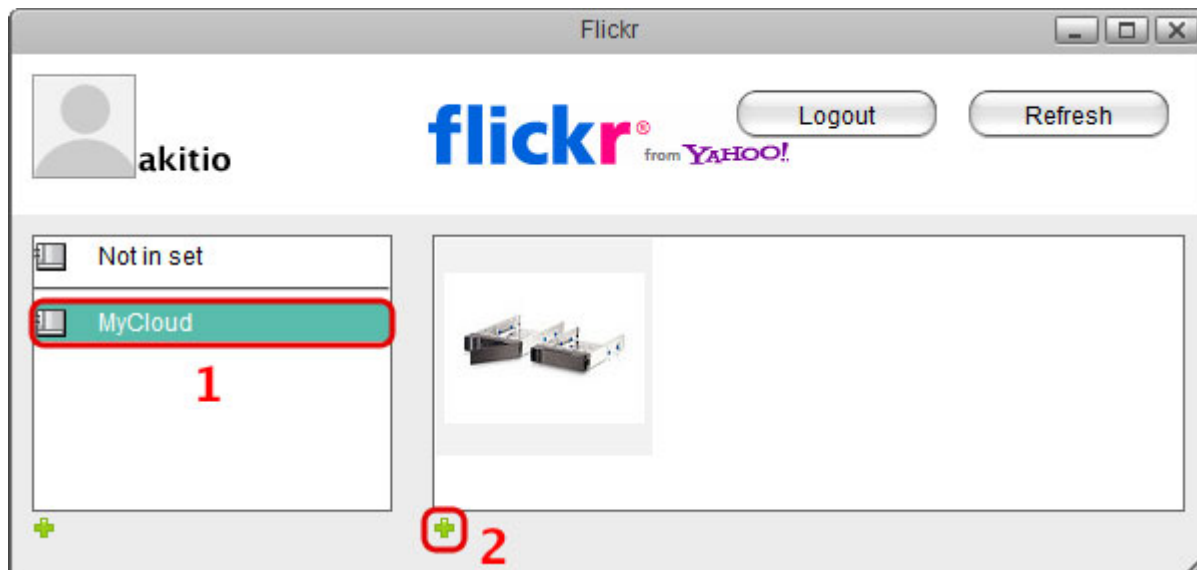 Flickr
akitio
flickr®
from YAHOO!
Logout
Refresh
Not in set
MyCloud
1
2